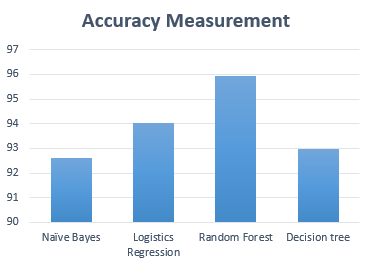 Accuracy Measurement
97
96
95
94
93
92
91
90
Naïve Bayes
Logistics
Regression
Random Forest
Decision tree